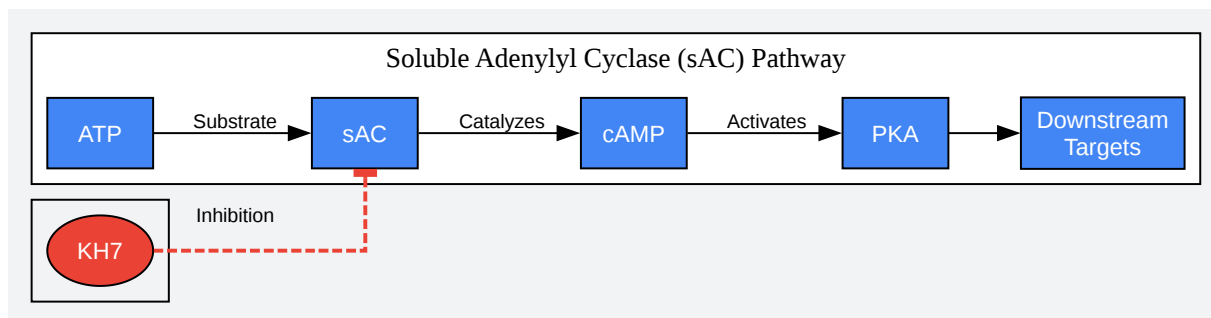 Soluble Adenylyl Cyclase (sAC) Pathway
ATP
Substrate
sAC
Catalyzes
cAMP
Activates
PKA
Downstream
Targets
Inhibition
KH7